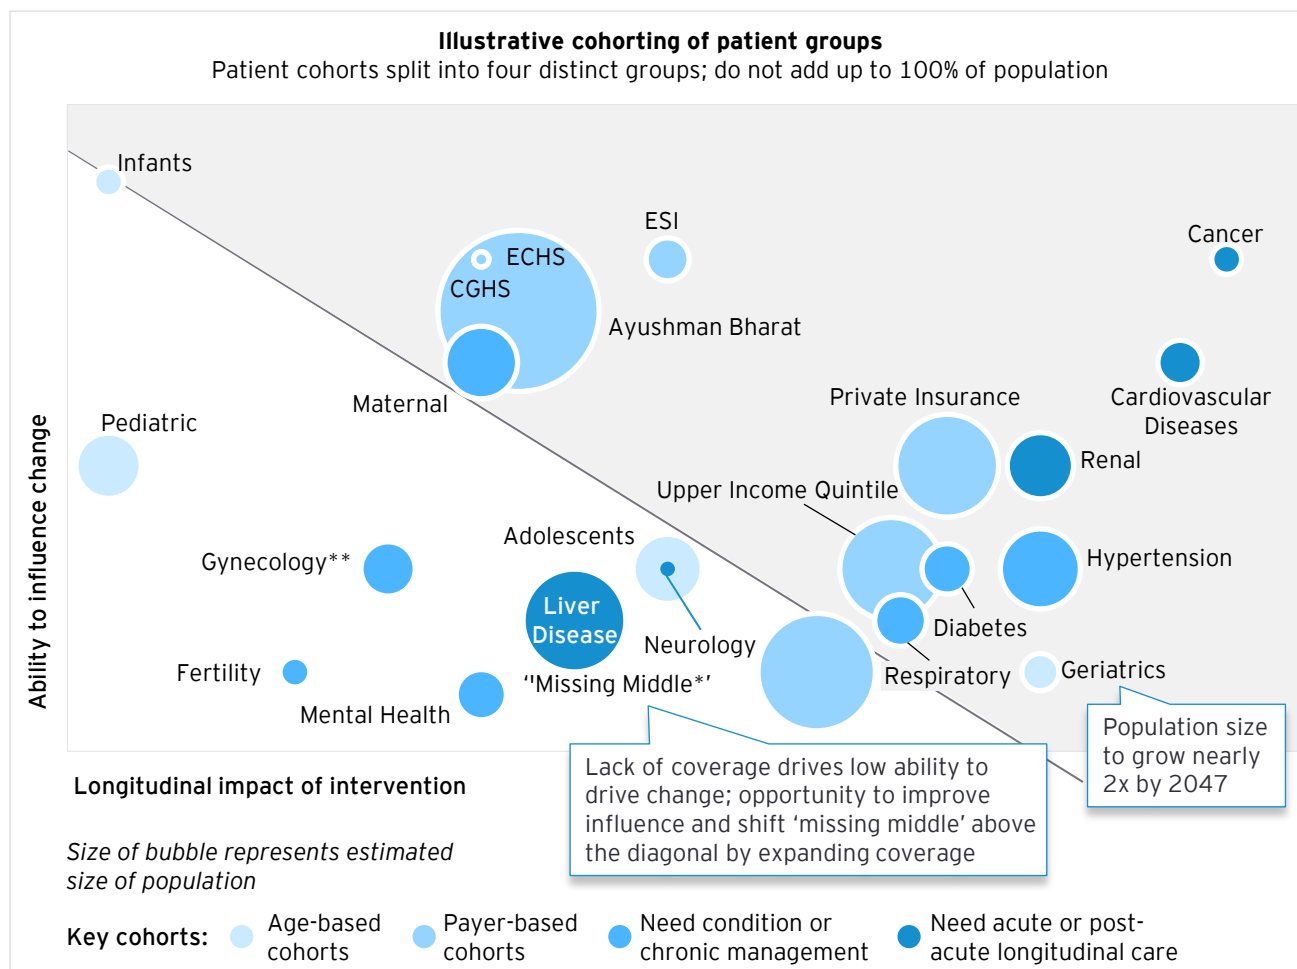 Illustrative cohorting of patient groups
Patient cohorts split into four distinct groups; do not add up to 100% of population
Ability to influence change
Infants
ESI
ECHS
CGHS
Cancer
Ayushman Bharat
Maternal
Private Insurance
Cardiovascular
Diseases
Pediatric
Renal
Upper Income Quintile
Adolescents
Gynecology**
Hypertension
Liver
Disease
Diabetes
Neurology
Fertility
Respiratory
Geriatrics
‘'Missing Middle*’
Mental Health
Population size
to grow nearly
2x by 2047
Lack of coverage drives low ability to
drive change; opportunity to improve
influence and shift ‘missing middle’ above
the diagonal by expanding coverage
Longitudinal impact of intervention
Size of bubble represents estimated
size of population
Key cohorts:
Age-based
cohorts
Payer-based
cohorts
Need condition or
chronic management
Need acute or post-
acute longitudinal care